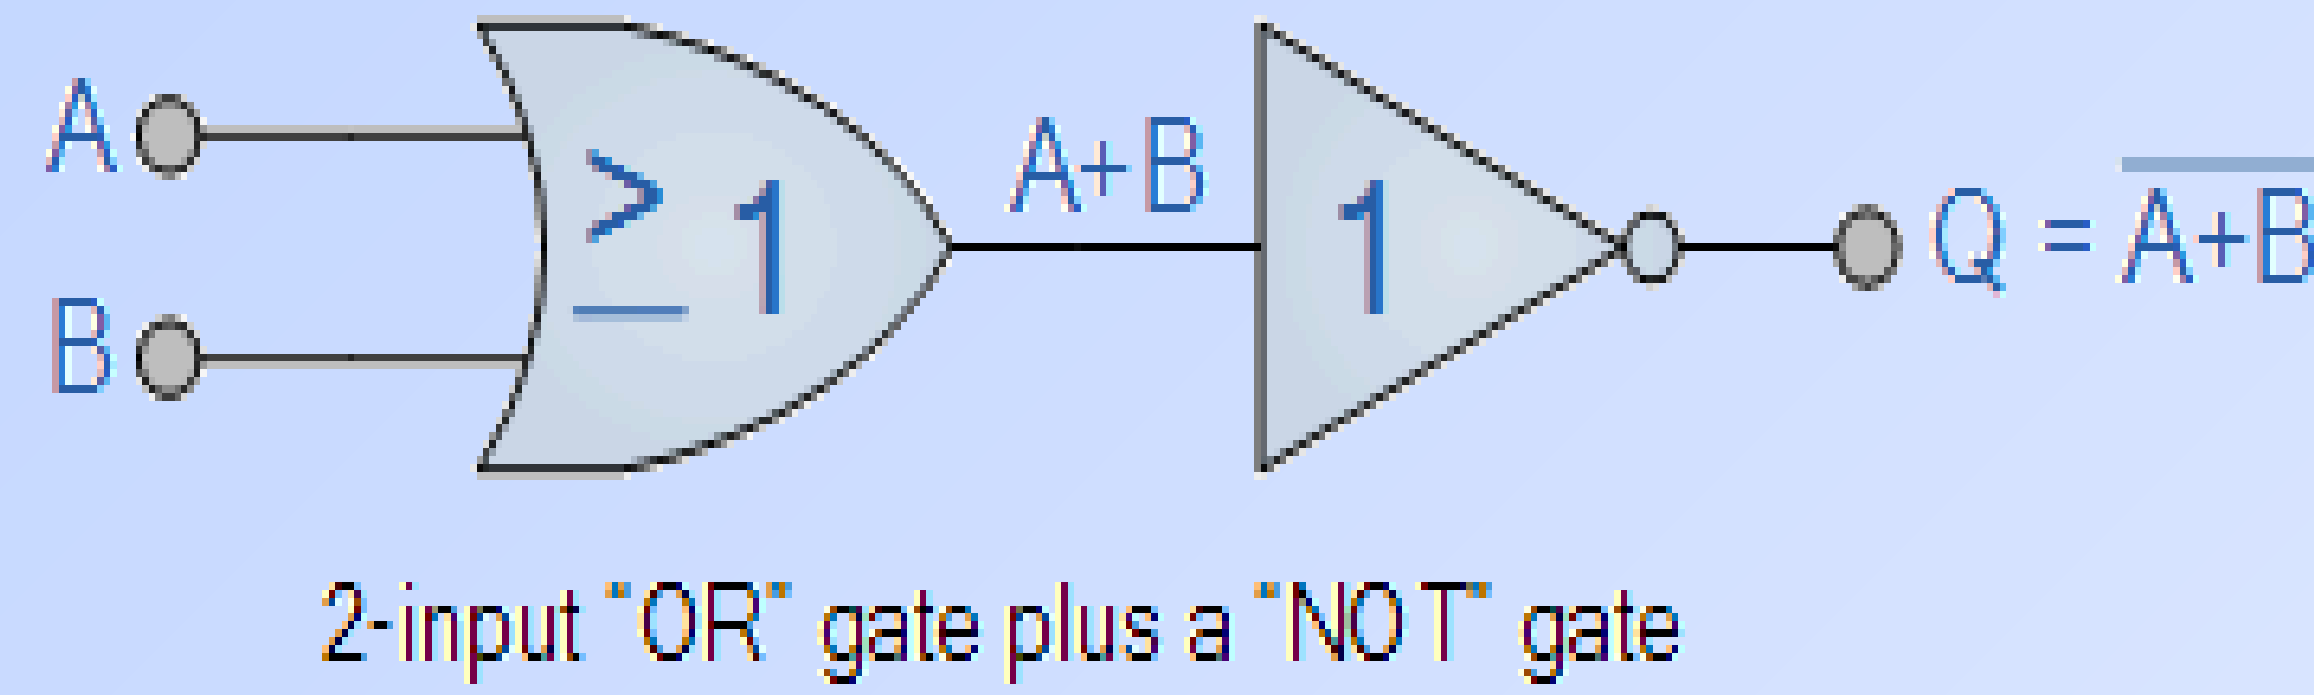 A
B
≥1
A+B
1
Q = A̅+̅B̅
2-input "OR" gate plus a "NOT" gate